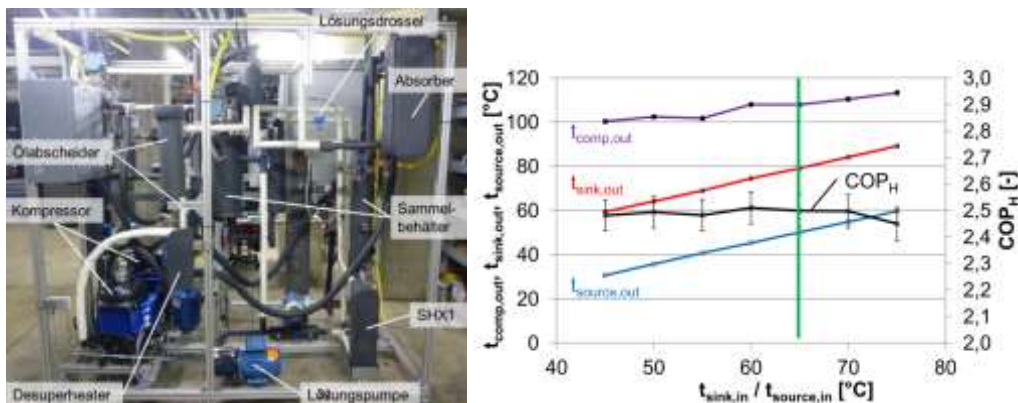 Lösungsdrossel
Absorber
Ölabscheider
Kompressor
Sammel-
behälter
SHX1
Desuperheater
Lösungspumpe
t_comp,out, t_sink,out, t_source,out [°C]
120
100
80
60
40
20
0
t_comp,out
t_sink,out
COP_H
t_source,out
3,0
2,9
2,8
2,7
2,6
2,5
2,4
2,3
2,2
2,1
2,0
COP_H [-]
40
50
60
70
80
t_sink,in / t_source,in [°C]